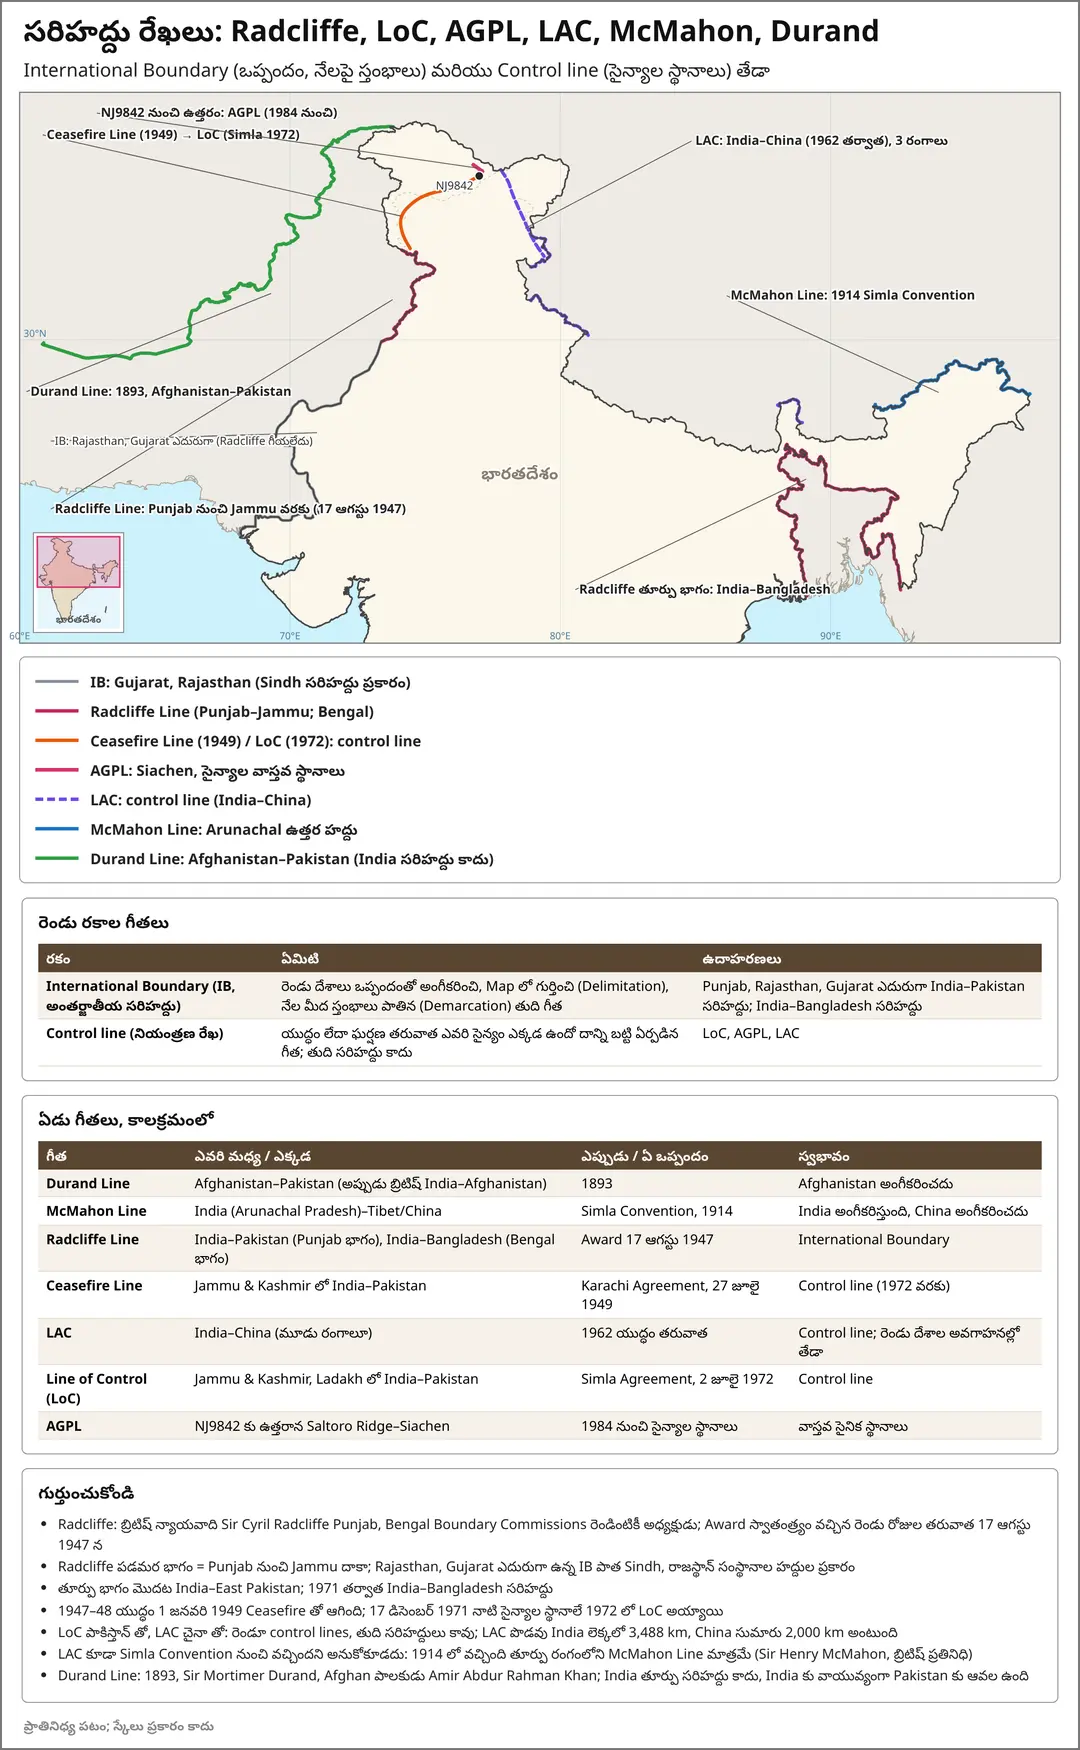 సరిహద్దు రేఖలు: Radcliffe, LoC, AGPL, LAC, McMahon, Durand
International Boundary (ఒప్పందం, నేలపై స్తంభాలు) మరియు Control line (సైన్యాల స్థానాలు) తేడా
NJ9842 నుంచి ఉత్తరం: AGPL (1984 నుంచి)
Ceasefire Line (1949) → LoC (Simla 1972)
LAC: India–China (1962 తర్వాత), 3 రంగాలు
NJ9842
McMahon Line: 1914 Simla Convention
30°N
Durand Line: 1893, Afghanistan–Pakistan
IB: Rajasthan, Gujarat ఎదురుగా (Radcliffe గీయలేదు)
భారతదేశం
Radcliffe Line: Punjab నుంచి Jammu వరకు (17 ఆగస్టు 1947)
Radcliffe తూర్పు భాగం: India–Bangladesh
భారతదేశం
60°E
70°E
80°E
90°E
IB: Gujarat, Rajasthan (Sindh సరిహద్దు ప్రకారం)
Radcliffe Line (Punjab–Jammu; Bengal)
Ceasefire Line (1949) / LoC (1972): control line
AGPL: Siachen, సైన్యాల వాస్తవ స్థానాలు
LAC: control line (India–China)
McMahon Line: Arunachal ఉత్తర హద్దు
Durand Line: Afghanistan–Pakistan (India సరిహద్దు కాదు)
రెండు రకాల గీతలు
రకం ఏమిటి ఉదాహరణలు
International Boundary (IB, రెండు దేశాలు ఒప్పందంతో అంగీకరించి, Map లో గుర్తించి (Delimitation), Punjab, Rajasthan, Gujarat ఎదురుగా India–Pakistan
అంతర్జాతీయ సరిహద్దు) నేల మీద స్తంభాలు పాతిన (Demarcation) తుది గీత సరిహద్దు; India–Bangladesh సరిహద్దు
Control line (నియంత్రణ రేఖ) యుద్ధం లేదా ఘర్షణ తరువాత ఎవరి సైన్యం ఎక్కడ ఉందో దాన్ని బట్టి ఏర్పడిన LoC, AGPL, LAC
గీత; తుది సరిహద్దు కాదు
ఏడు గీతలు, కాలక్రమంలో
గీత ఎవరి మధ్య / ఎక్కడ ఎప్పుడు / ఏ ఒప్పందం స్వభావం
Durand Line Afghanistan–Pakistan (అప్పుడు బ్రిటిష్ India–Afghanistan) 1893 Afghanistan అంగీకరించదు
McMahon Line India (Arunachal Pradesh)–Tibet/China Simla Convention, 1914 India అంగీకరిస్తుంది, China అంగీకరించదు
Radcliffe Line India–Pakistan (Punjab భాగం), India–Bangladesh (Bengal Award 17 ఆగస్టు 1947 International Boundary
భాగం)
Ceasefire Line Jammu & Kashmir లో India–Pakistan Karachi Agreement, 27 జూలై Control line (1972 వరకు)
1949
LAC India–China (మూడు రంగాలూ) 1962 యుద్ధం తరువాత Control line; రెండు దేశాల అవగాహనల్లో
తేడా
Line of Control Jammu & Kashmir, Ladakh లో India–Pakistan Simla Agreement, 2 జూలై 1972 Control line
(LoC)
AGPL NJ9842 కు ఉత్తరాన Saltoro Ridge–Siachen 1984 నుంచి సైన్యాల స్థానాలు వాస్తవ సైనిక స్థానాలు
గుర్తుంచుకోండి
• Radcliffe: బ్రిటిష్ న్యాయవాది Sir Cyril Radcliffe Punjab, Bengal Boundary Commissions రెండింటికీ అధ్యక్షుడు; Award స్వాతంత్ర్యం వచ్చిన రెండు రోజుల తరువాత 17 ఆగస్టు
1947 న
• Radcliffe పడమర భాగం = Punjab నుంచి Jammu దాకా; Rajasthan, Gujarat ఎదురుగా ఉన్న IB పాత Sindh, రాజస్థాన్ సంస్థానాల హద్దుల ప్రకారం
• తూర్పు భాగం మొదట India–East Pakistan; 1971 తర్వాత India–Bangladesh సరిహద్దు
• 1947–48 యుద్ధం 1 జనవరి 1949 Ceasefire తో ఆగింది; 17 డిసెంబర్ 1971 నాటి సైన్యాల స్థానాలే 1972 లో LoC అయ్యాయి
• LoC పాకిస్తాన్ తో, LAC చైనా తో: రెండూ control lines, తుది సరిహద్దులు కావు; LAC పొడవు India లెక్కలో 3,488 km, China సుమారు 2,000 km అంటుంది
• LAC కూడా Simla Convention నుంచి వచ్చిందని అనుకోకూడదు: 1914 లో వచ్చింది తూర్పు రంగంలోని McMahon Line మాత్రమే (Sir Henry McMahon, బ్రిటిష్ ప్రతినిధి)
• Durand Line: 1893, Sir Mortimer Durand, Afghan పాలకుడు Amir Abdur Rahman Khan; India తూర్పు సరిహద్దు కాదు, India కు వాయువ్యంగా Pakistan కు ఆవల ఉంది
ప్రాతినిధ్య పటం; స్కేలు ప్రకారం కాదు